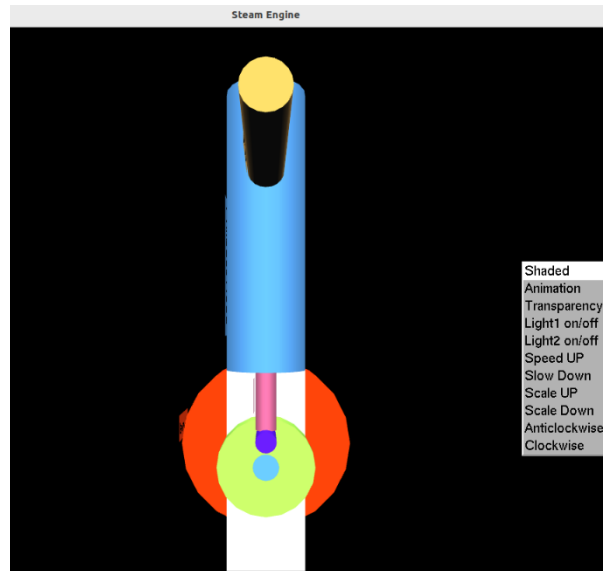 Steam Engine
Shaded
Animation
Transparency
Light1 on/off
Light2 on/off
Speed UP
Slow Down
Scale UP
Scale Down
Anticlockwise
Clockwise